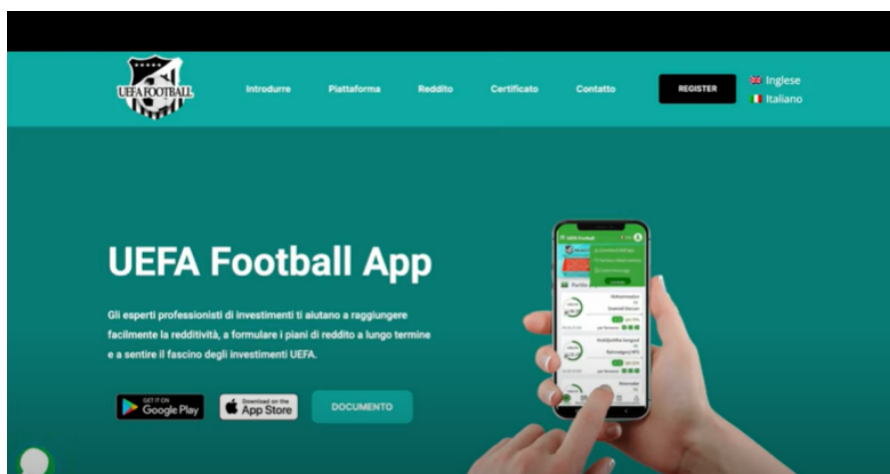 UEFA FOOTBALL
Introdurre
Piattaforma
Reddito
Certificato
Contatto
REGISTER
Inglese
Italiano
UEFA Football App
Gli esperti professionisti di investimenti ti aiutano a raggiungere
facilmente la redditività, a formulare i piani di reddito a lungo termine
e a sentire il fascino degli investimenti UEFA.
GET IT ON
Google Play
Download on the
App Store
DOCUMENTO
UEFA Football